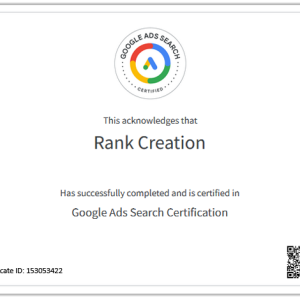 GOOGLE ADS SEARCH
CERTIFIED
This acknowledges that
Rank Creation
Has successfully completed and is certified in
Google Ads Search Certification
cate ID: 153053422